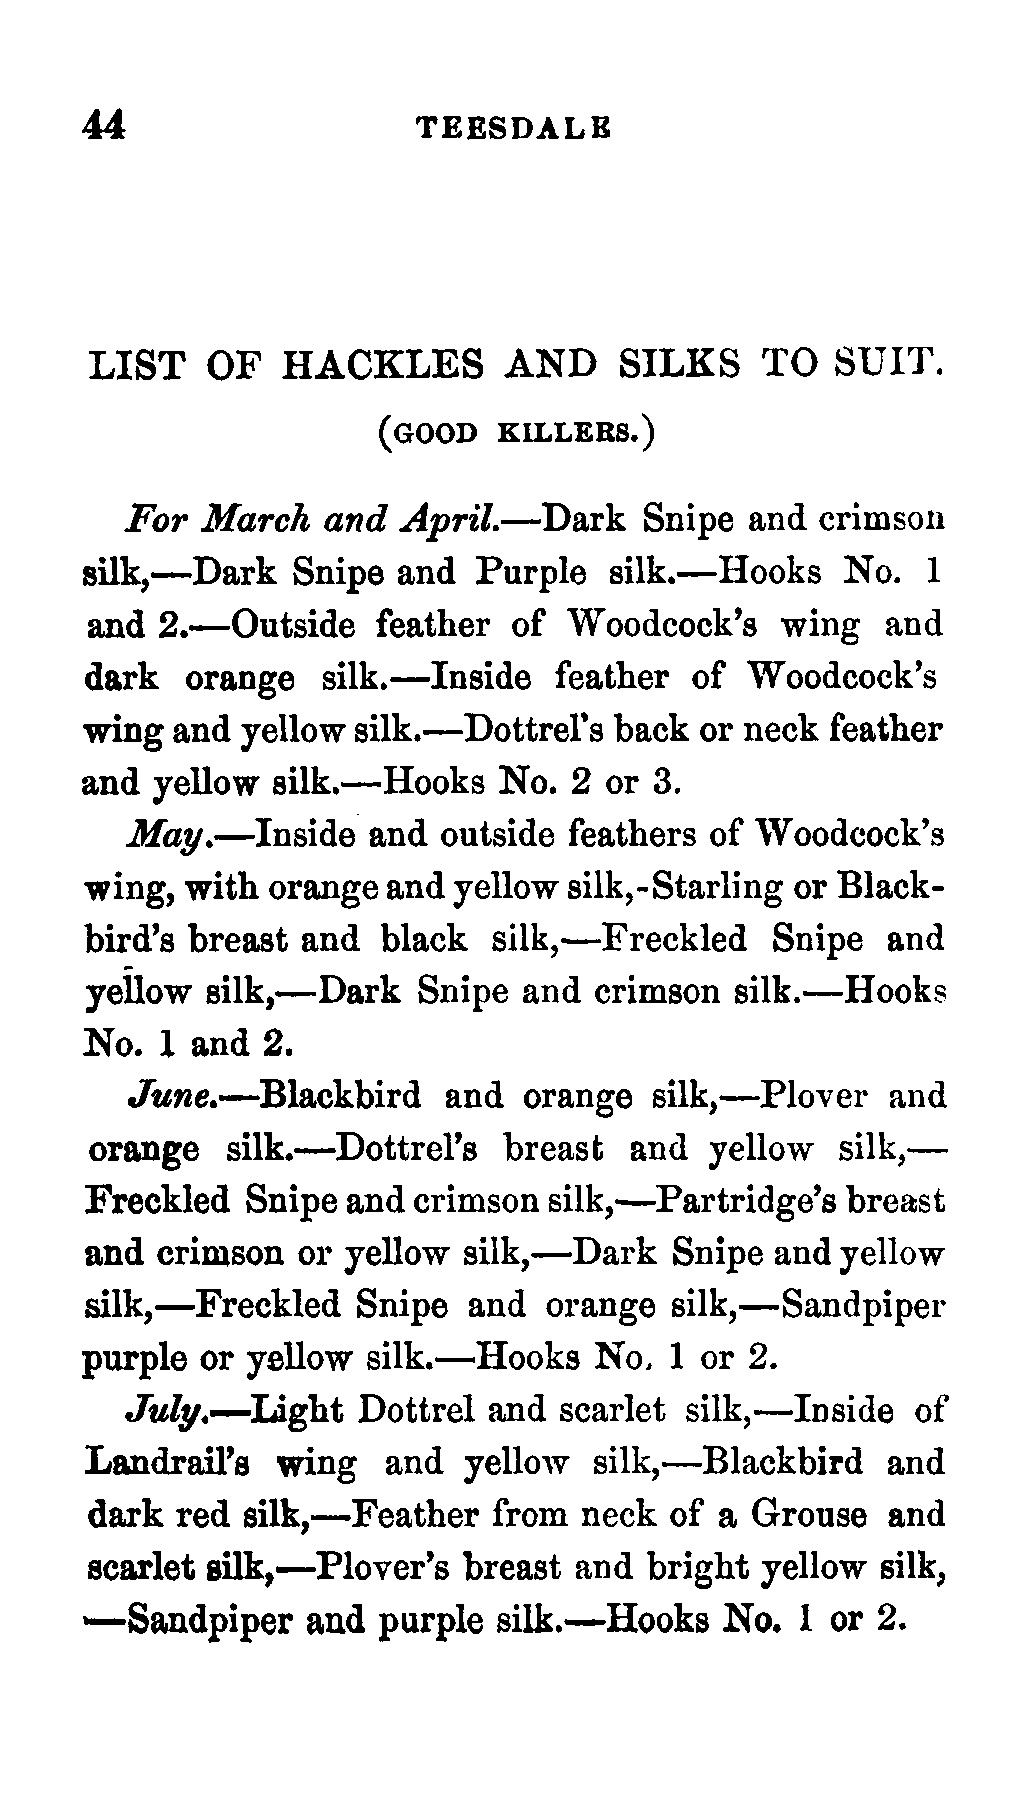 44 TEESDALE
LIST OF HACKLES AND SILKS TO SUIT.
(GOOD KILLERS.)
For March and April.—Dark Snipe and crimson
silk,—Dark Snipe and Purple silk.—Hooks No. 1
and 2.—Outside feather of Woodcock's wing and
dark orange silk.—Inside feather of Woodcock's
wing and yellow silk.—Dottrel's back or neck feather
and yellow silk.—Hooks No. 2 or 3.
May.—Inside and outside feathers of Woodcock's
wing, with orange and yellow silk,-Starling or Black-
bird's breast and black silk,—Freckled Snipe and
yellow silk,—Dark Snipe and crimson silk.—Hooks
No. 1 and 2.
June.—Blackbird and orange silk,—Plover and
orange silk.—Dottrel's breast and yellow silk,—
Freckled Snipe and crimson silk,—Partridge's breast
and crimson or yellow silk,—Dark Snipe and yellow
silk,—Freckled Snipe and orange silk,—Sandpiper
purple or yellow silk.—Hooks No. 1 or 2.
July.—Light Dottrel and scarlet silk,—Inside of
Landrail's wing and yellow silk,—Blackbird and
dark red silk,—Feather from neck of a Grouse and
scarlet silk,—Plover's breast and bright yellow silk,
—Sandpiper and purple silk.—Hooks No. 1 or 2.